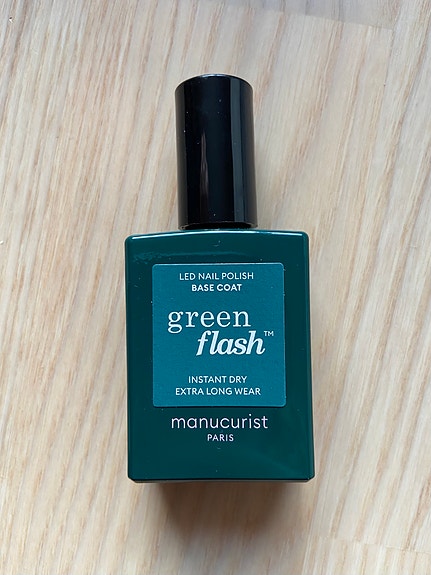 LED NAIL POLISH
BASE COAT
green
flash™
INSTANT DRY
EXTRA LONG WEAR
manucurist
PARIS